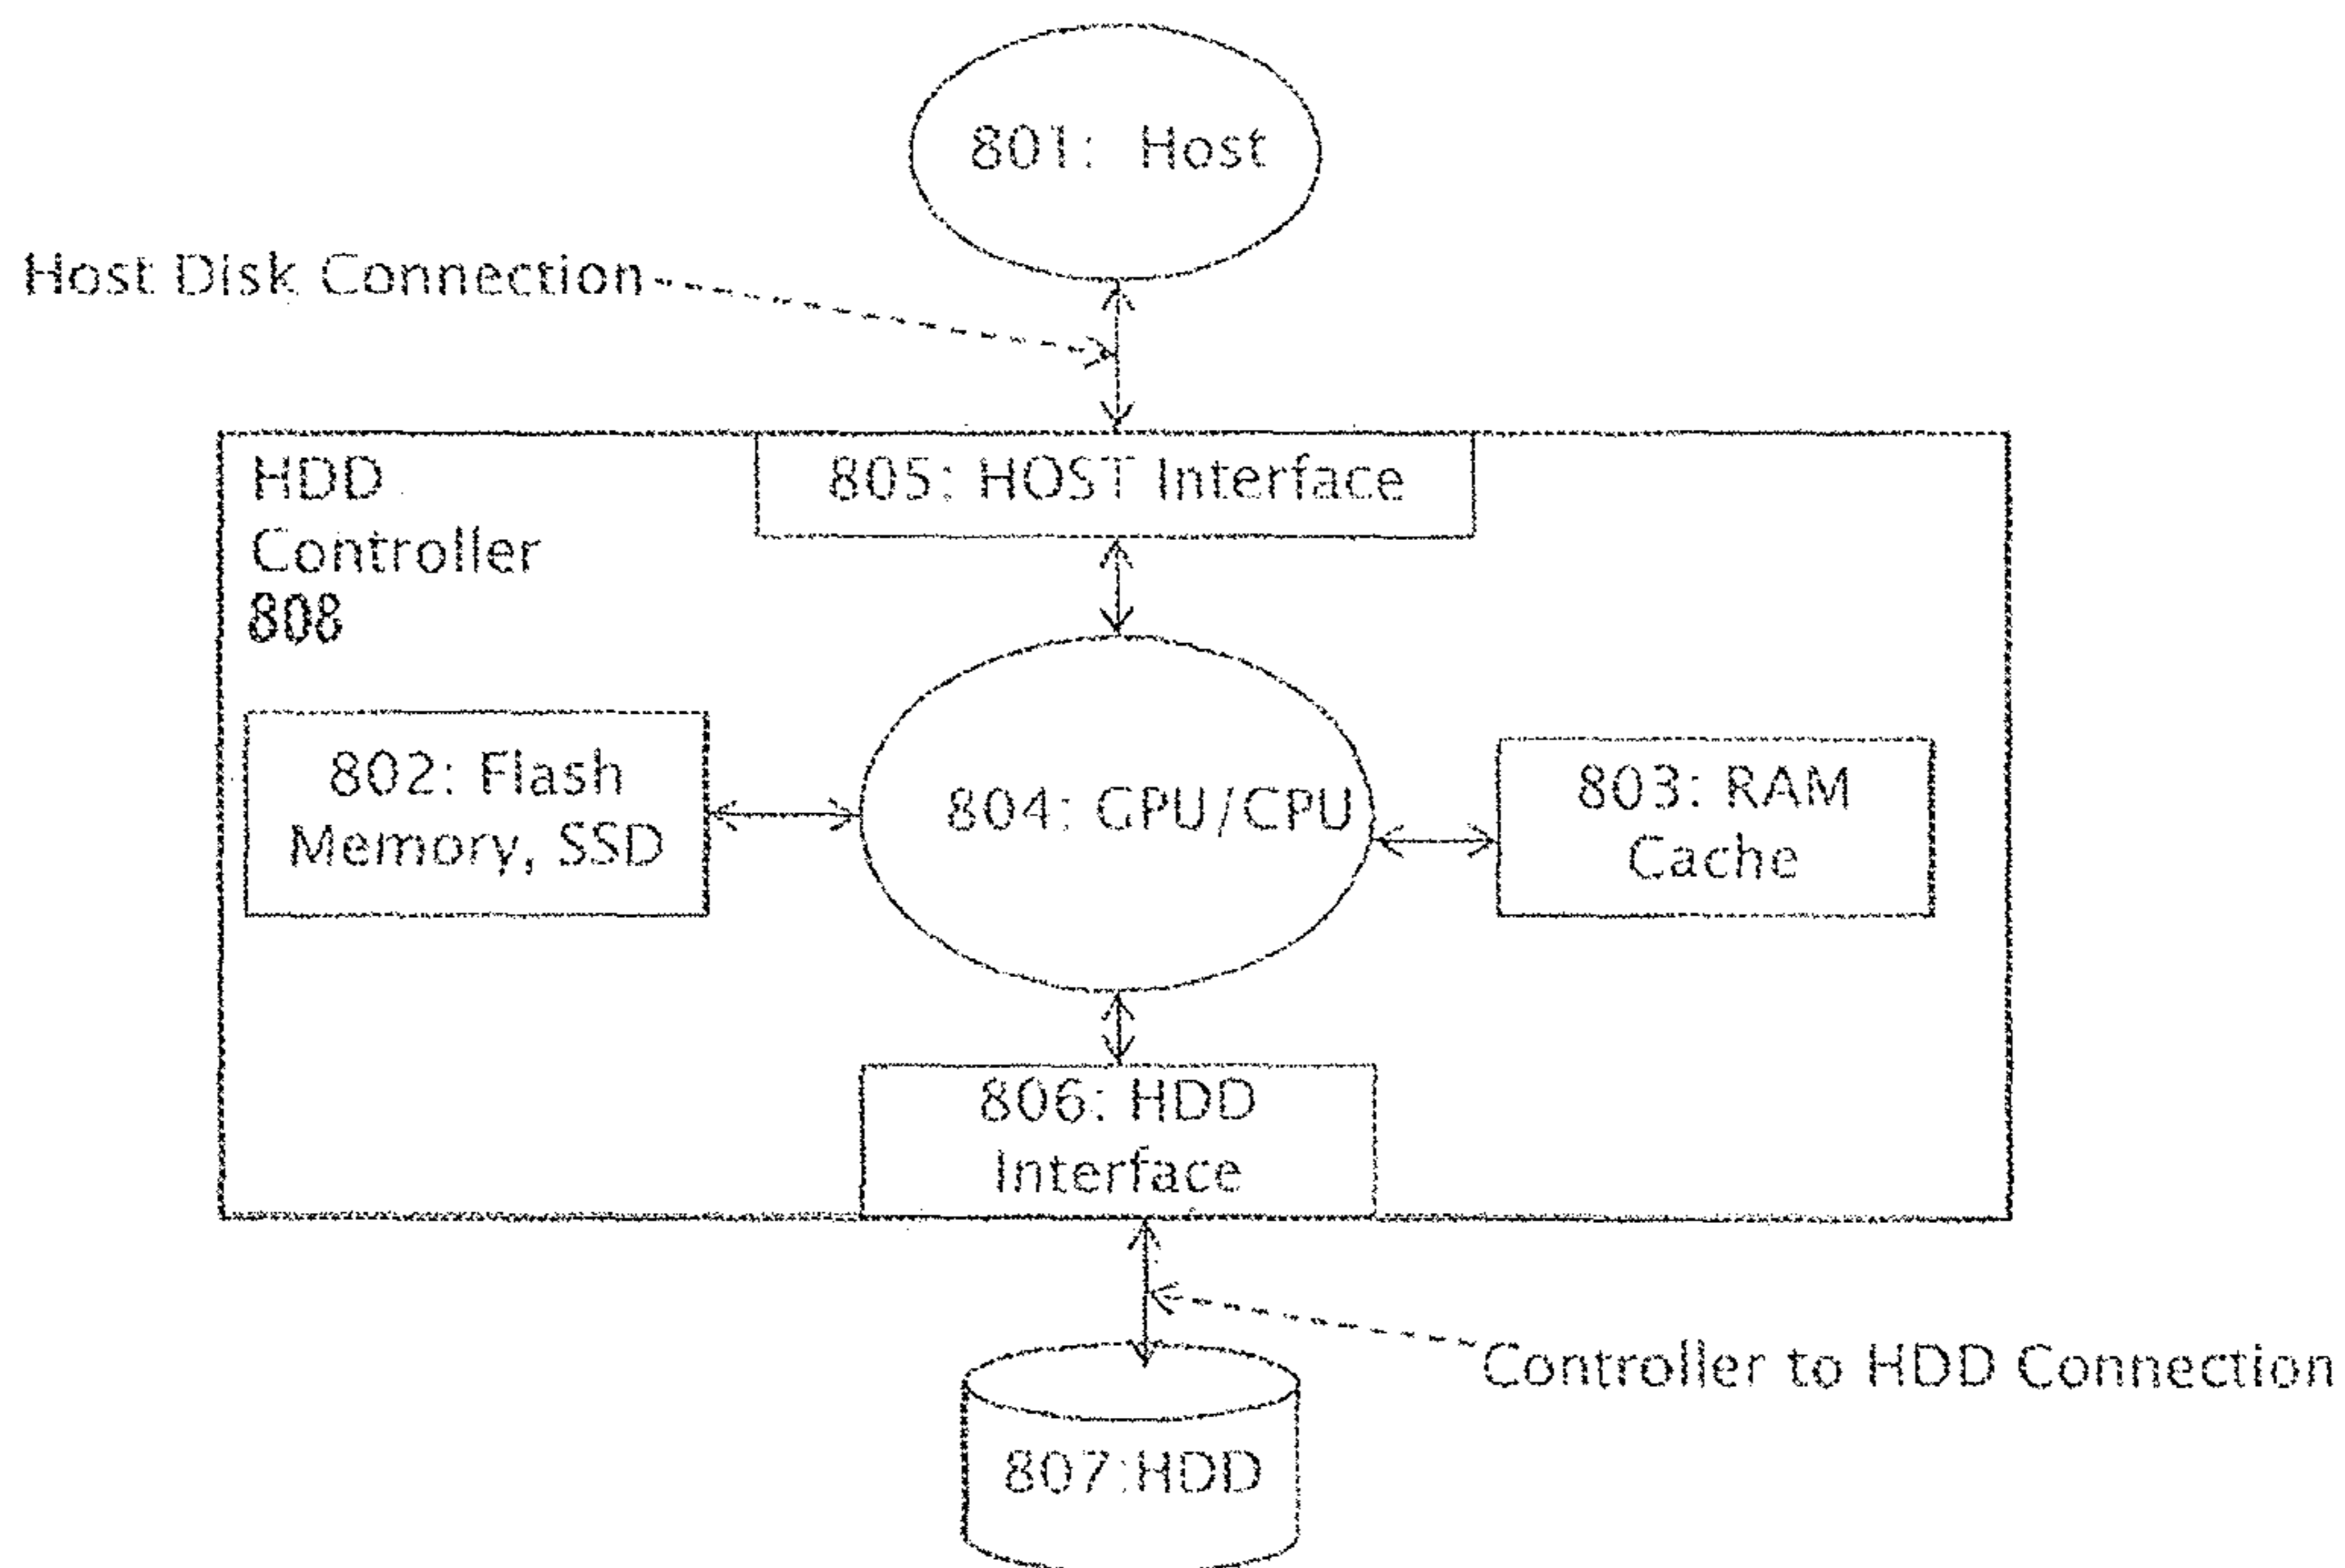 801: Host
Host Disk Connection
HDD
Controller
808
805: HOST Interface
802: Flash
Memory, SSD
804: GPU/CPU
803: RAM
Cache
806: HDD
Interface
Controller to HDD Connection
807:HDD